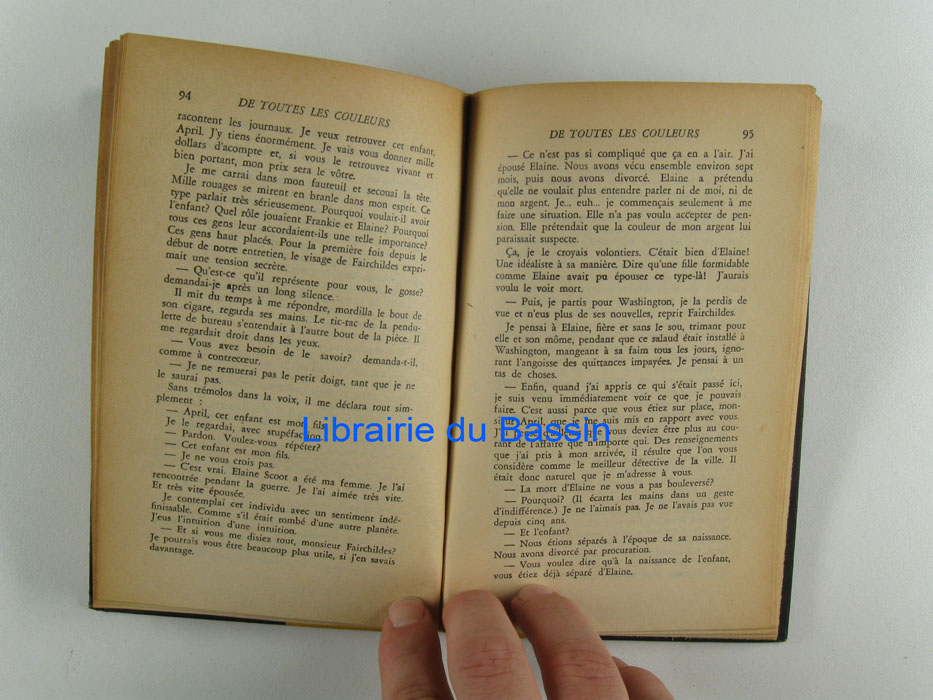 94
DE TOUTES LES COULEURS
racontent les journaux. Je veux retrouver cet enfant,
April. J'y tiens énormément. Je vais vous donner mille
dollars d'acompte et, si vous le retrouvez vivant et
bien portant, mon prix sera le vôtre.
Je me carrai dans mon fauteuil et secouai la tête.
Mille rouages se mirent en branle dans mon esprit. Ce
type parlait très sérieusement. Pourquoi voulait-il avoir
l'enfant? Quel rôle jouaient Frankie et Elaine? Pourquoi
tous ces gens leur accordaient-ils une telle importance?
Ces gens haut placés. Pour la première fois depuis le
début de notre entretien, le visage de Fairchildes expri-
mait une tension secrète.
— Qu'est-ce qu'il représente pour vous, le gosse?
demandai-je après un long silence.
Il mit du temps à me répondre, mordilla le bout de
son cigare, regarda ses mains. Le tic-tac de la pendu-
lette de bureau s'entendait à l'autre bout de la pièce. Il
me regardait droit dans les yeux.
— Vous avez besoin de le savoir? demanda-t-il,
comme à contrecœur.
— Je ne remuerai pas le petit doigt, tant que je ne
le saurai pas.
Sans trémolos dans la voix, il me déclara tout sim-
plement :
— April, cet enfant est mon fils.
Je le regardai, avec stupéfaction.
— Pardon. Voulez-vous répéter?
— Cet enfant est mon fils.
— Je ne vous crois pas.
— C'est vrai. Elaine Scoot a été ma femme. Je l'ai
rencontrée pendant la guerre. Je l'ai aimée très vite.
Et très vite épousée.
Je contemplai cet individu avec un sentiment indé-
finissable. Comme s'il était tombé d'une autre planète.
J'eus l'intuition d'une intuition.
— Et si vous me disiez tout, monsieur Fairchildes?
Je pourrais vous être beaucoup plus utile, si j'en savais
davantage.
DE TOUTES LES COULEURS
95
— Ce n'est pas si compliqué que ça en a l'air. J'ai
épousé Elaine. Nous avons vécu ensemble environ sept
mois, puis nous avons divorcé. Elaine a prétendu
qu'elle ne voulait plus entendre parler ni de moi, ni de
mon argent. Je... euh... je commençais seulement à me
faire une situation. Elle n'a pas voulu accepter de pen-
sion. Elle prétendait que la couleur de mon argent lui
paraissait suspecte.
Ça, je le croyais volontiers. C'était bien d'Elaine!
Une idéaliste à sa manière. Dire qu'une fille formidable
comme Elaine avait pu épouser ce type-là! J'aurais
voulu le voir mort.
— Puis, je partis pour Washington, je la perdis de
vue et n'eus plus de ses nouvelles, reprit Fairchildes.
Je pensai à Elaine, fière et sans le sou, trimant pour
elle et son môme, pendant que ce salaud était installé à
Washington, mangeant à sa faim tous les jours, igno-
rant l'angoisse des quittances impayées. Je pensai à un
tas de choses.
— Enfin, quand j'ai appris ce qui s'était passé ici,
je suis venu immédiatement voir ce que je pouvais
faire. C'est aussi parce que vous étiez sur place, mon-
sieur April, que je me suis mis en rapport avec vous.
J'ai que vous deviez être plus au cou-
rant de l'affaire que n'importe qui. Des renseignements
que j'ai pris à mon arrivée, il résulte que l'on vous
considère comme le meilleur détective de la ville. Il
était donc naturel que je m'adresse à vous.
— La mort d'Elaine ne vous a pas bouleversé?
— Pourquoi? (Il écarta les mains dans un geste
d'indifférence.) Je ne l'aimais pas. Je ne l'avais pas vue
depuis cinq ans.
— Et l'enfant?
— Nous étions séparés à l'époque de sa naissance.
Nous avons divorcé par procuration.
— Vous voulez dire qu'à la naissance de l'enfant,
vous étiez déjà séparé d'Elaine.
Librairie du Bassin